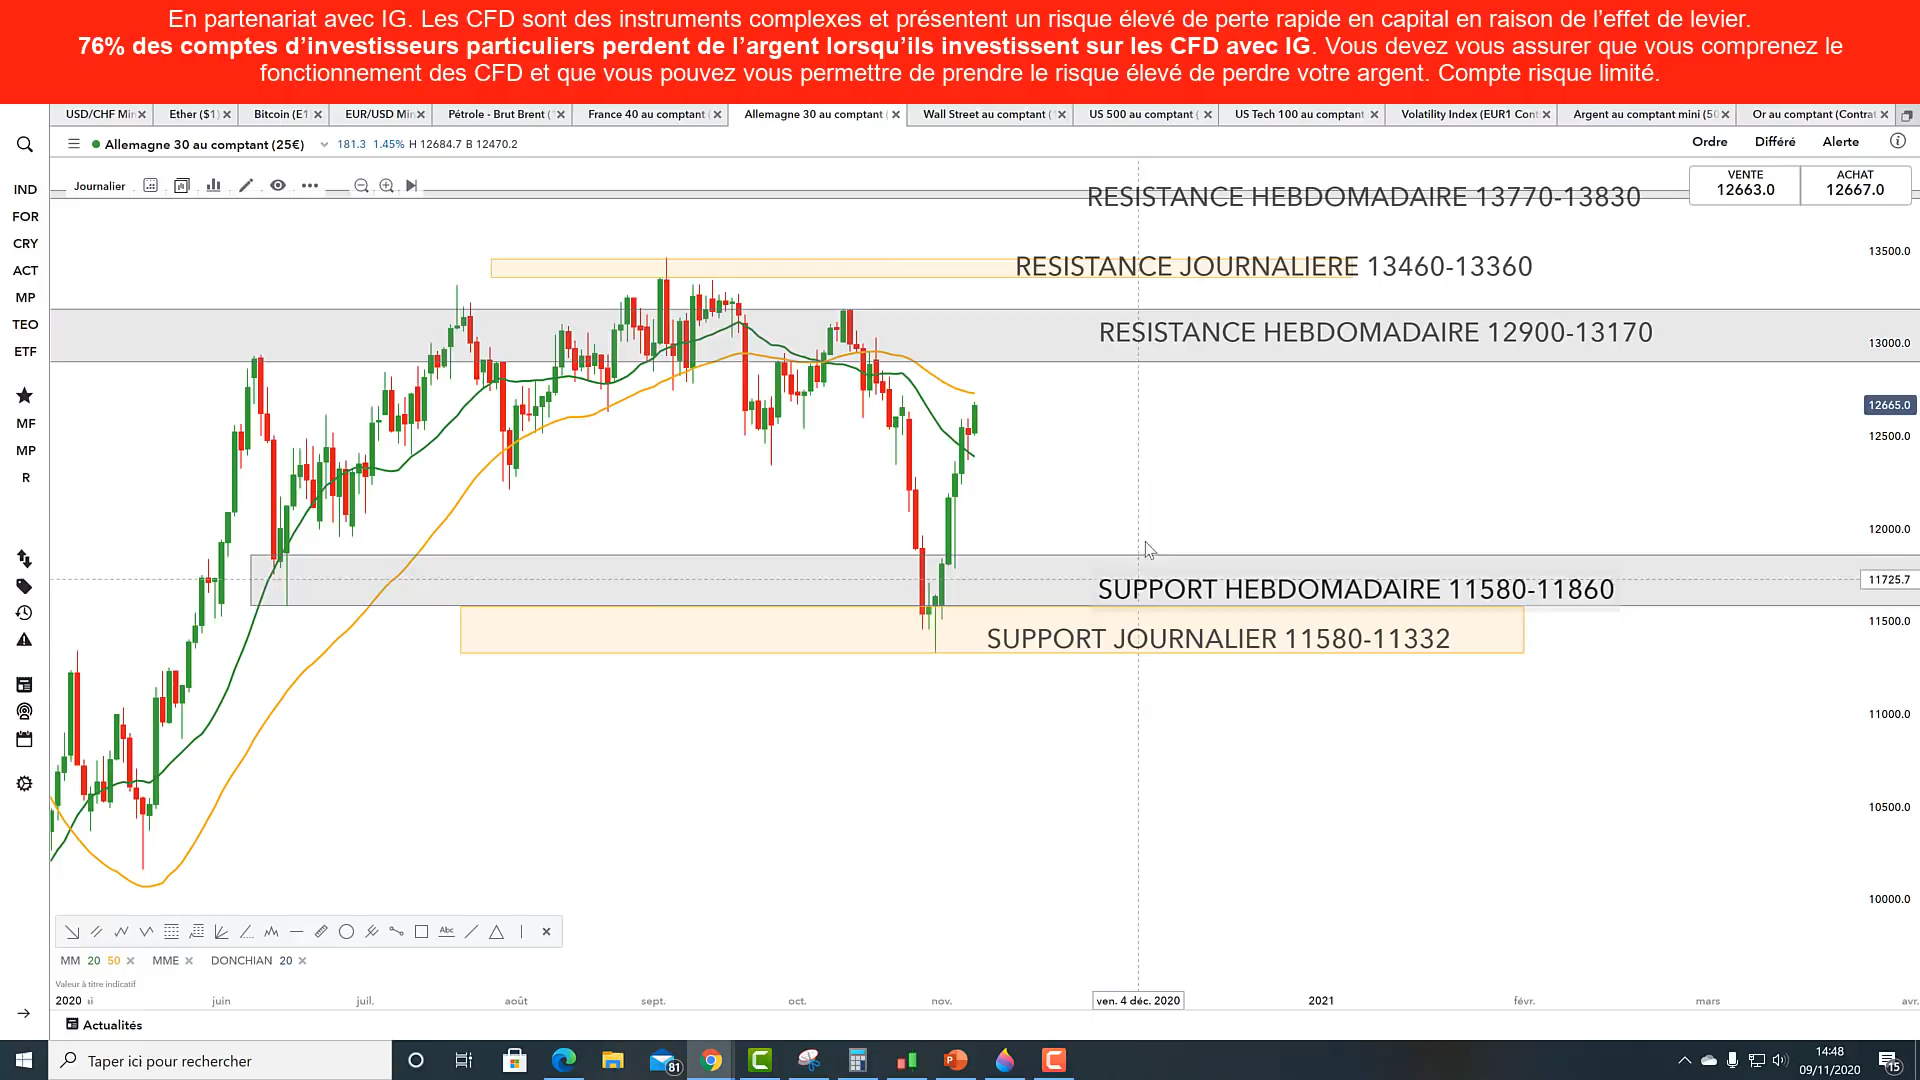 En partenariat avec IG. Les CFD sont des instruments complexes et présentent un risque élevé de perte rapide en capital en raison de l'effet de levier.
76% des comptes d'investisseurs particuliers perdent de l'argent lorsqu'ils investissent sur les CFD avec IG. Vous devez vous assurer que vous comprenez le
fonctionnement des CFD et que vous pouvez vous permettre de prendre le risque élevé de perdre votre argent. Compte risque limité.
USD/CHF Min Ether ($1) Bitcoin (E1 EUR/USD Min Pétrole - Brut Brent ( France 40 au comptant ( Allemagne 30 au comptant Wall Street au comptant ( US 500 au comptant ( US Tech 100 au comptant Volatility Index (EUR1 Cont Argent au comptant mini (50 Or au comptant (Contrat
Allemagne 30 au comptant (25€) 181.3 1.45% H 12684.7 B 12470.2 Ordre Différé Alerte
Journalier
VENTE ACHAT
12663.0 12667.0
IND
FOR
CRY
ACT
MP
TEO
ETF
MF
MP
R
RESISTANCE HEBDOMADAIRE 13770-13830
RESISTANCE JOURNALIERE 13460-13360
RESISTANCE HEBDOMADAIRE 12900-13170
SUPPORT HEBDOMADAIRE 11580-11860
SUPPORT JOURNALIER 11580-11332
13500.0
13000.0
12665.0
12500.0
12000.0
11725.7
11500.0
11000.0
10500.0
10000.0
Abc
MM 20 50 MME DONCHIAN 20
Valeur à titre indicatif
2020 juin juil. août sept. oct. nov. ven. 4 déc. 2020 2021 févr. mars avr.
Actualités
Taper ici pour rechercher
81
14:48
09/11/2020
15